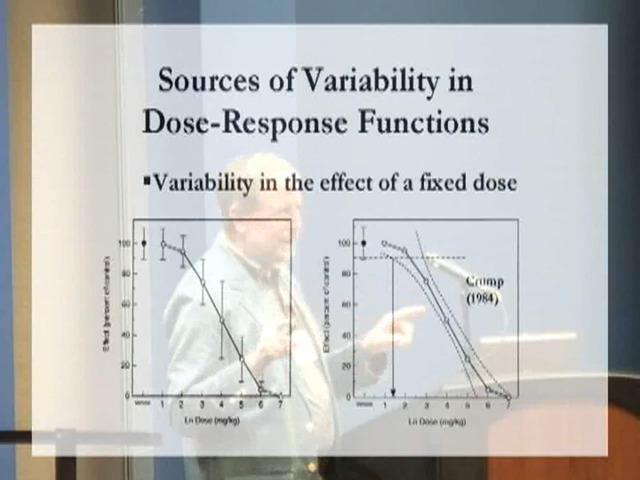 Sources of Variability in
Dose-Response Functions
▪Variability in the effect of a fixed dose
100
80
60
40
20
0
1 2 3 4 5 6 7
Effect (percent of control)
Ln Dose (mg/kg)
100
80
60
40
20
0
1 2 3 4 5 6 7
Effect (percent of control)
Ln Dose (mg/kg)
Crump
(1984)